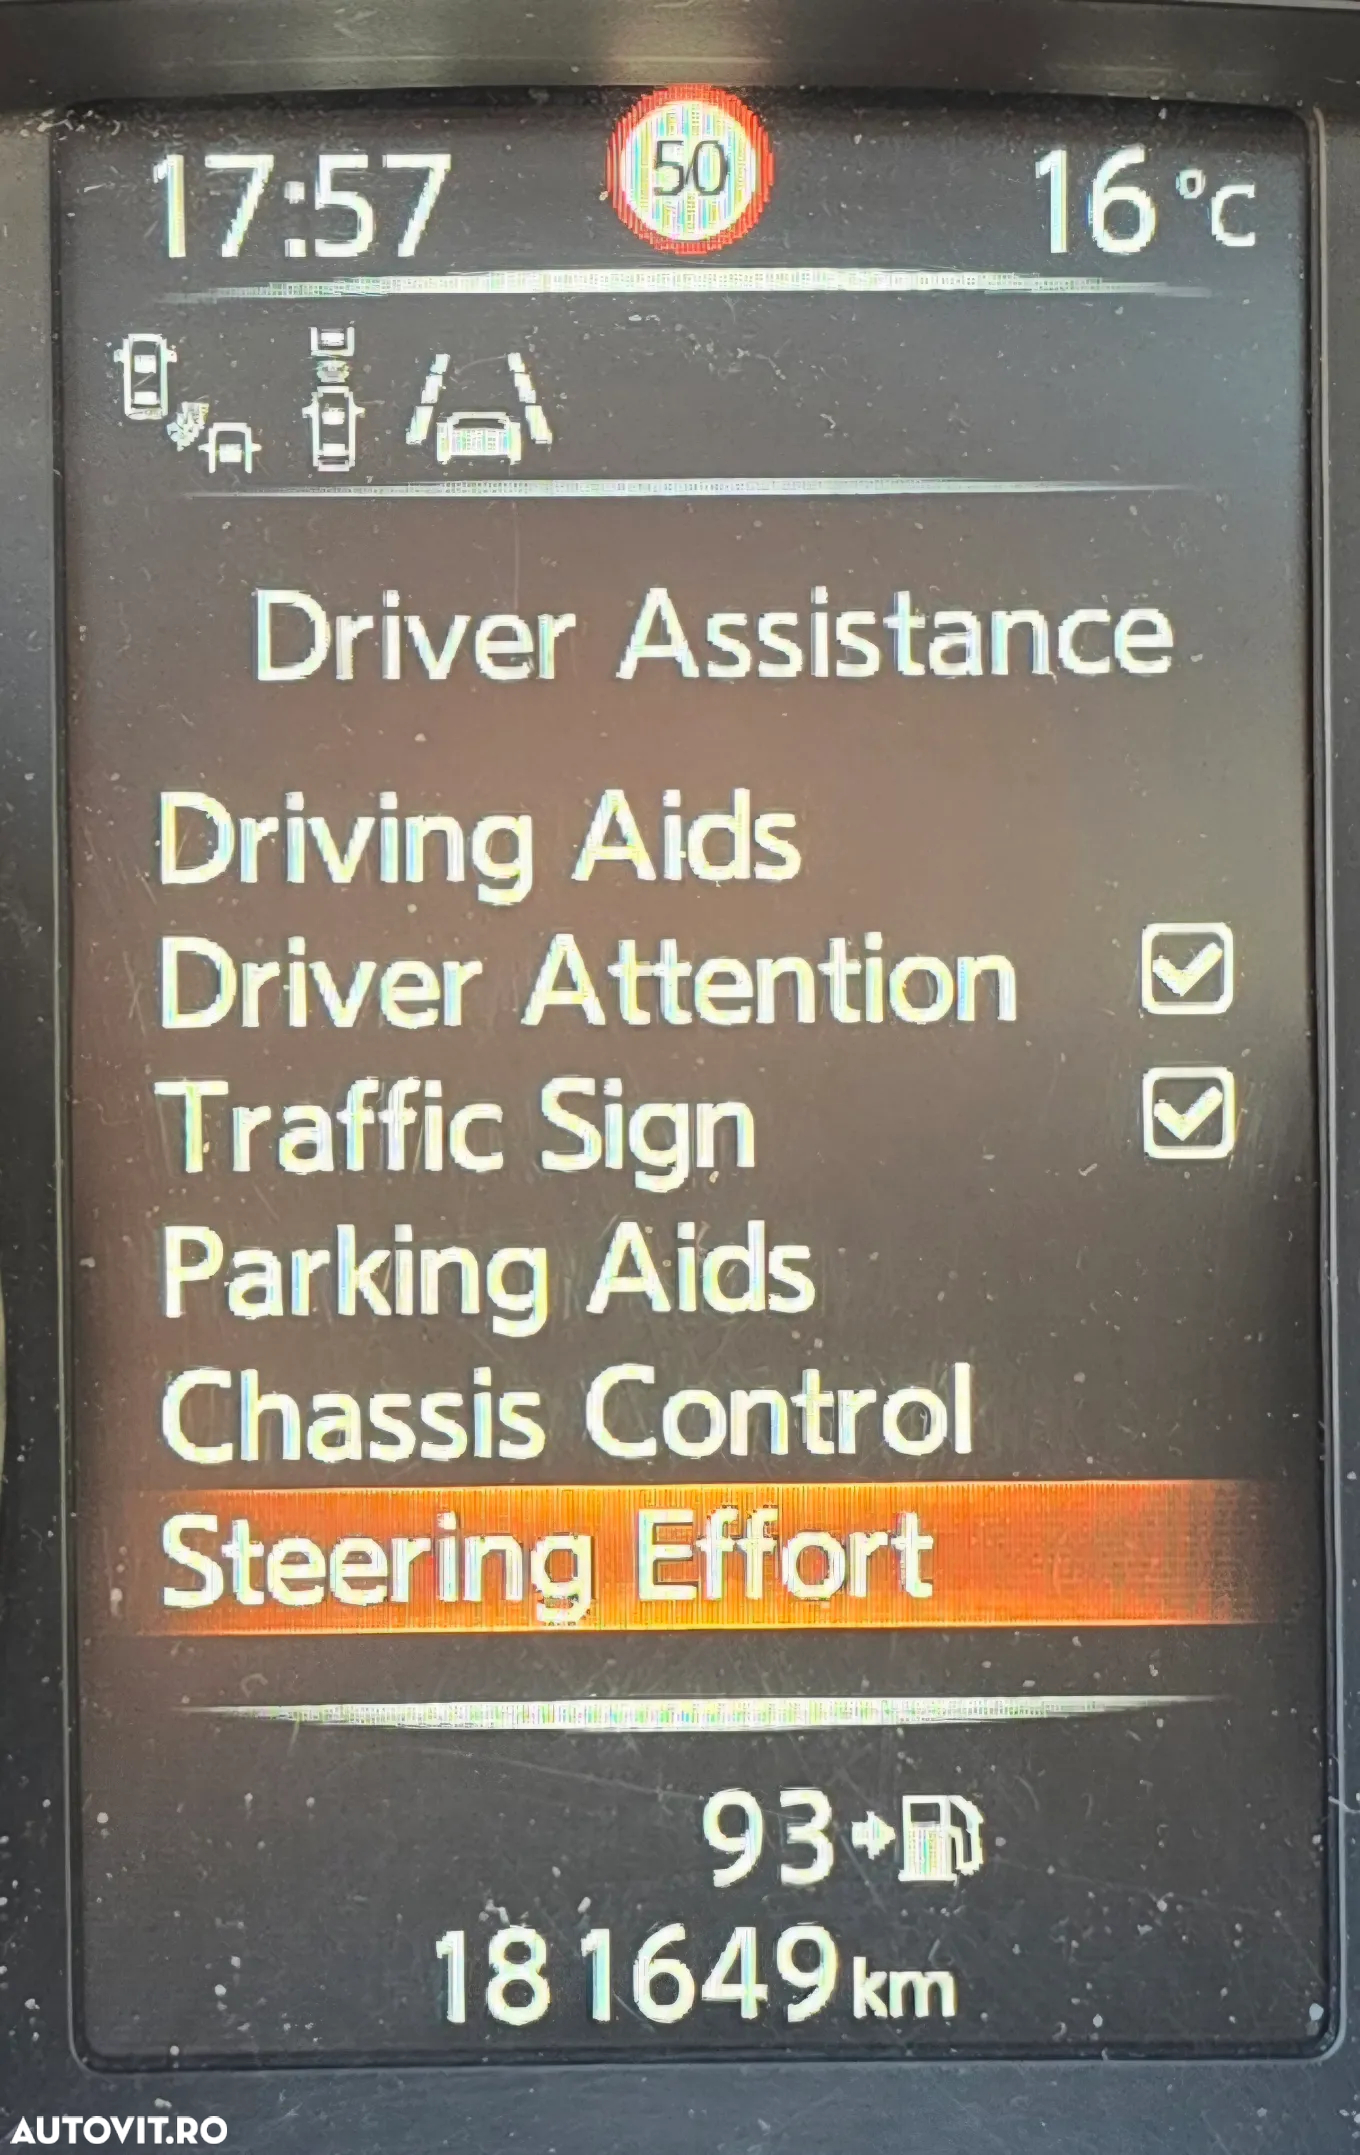 17:57 50 16 °C
Driver Assistance
Driving Aids
Driver Attention
Traffic Sign
Parking Aids
Chassis Control
Steering Effort
93
181649 km
AUTOVIT.RO